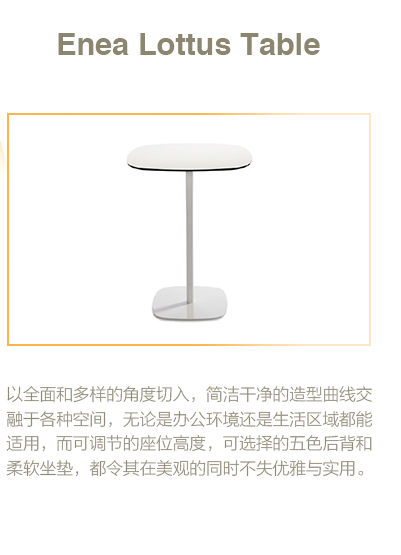 Enea Lottus Table
以全面和多样的角度切入，简洁干净的造型曲线交
融于各种空间，无论是办公环境还是生活区域都能
适用，而可调节的座位高度，可选择的五色后背和
柔软坐垫，都令其在美观的同时不失优雅与实用。